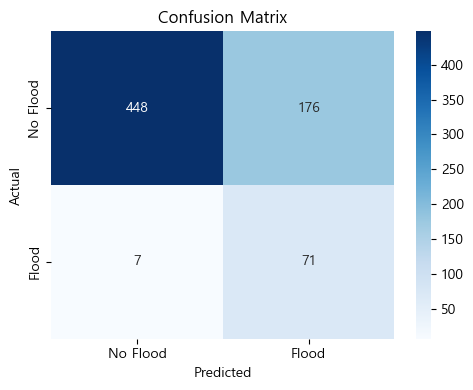 Confusion Matrix
No Flood
448
176
Actual
Flood
7
71
No Flood
Flood
Predicted
400
350
300
250
200
150
100
50